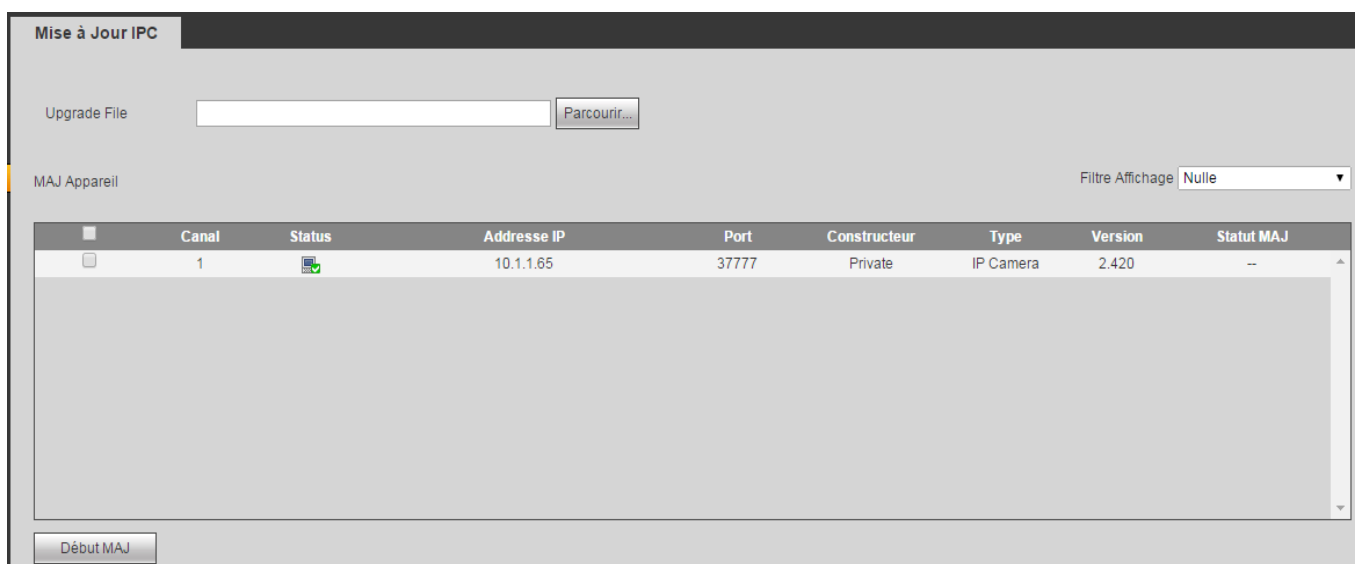 Mise à Jour IPC
Upgrade File Parcourir...
MAJ Appareil Filtre Affichage Nulle
Canal Status Addresse IP Port Constructeur Type Version Statut MAJ
1 10.1.1.65 37777 Private IP Camera 2.420 --
Début MAJ